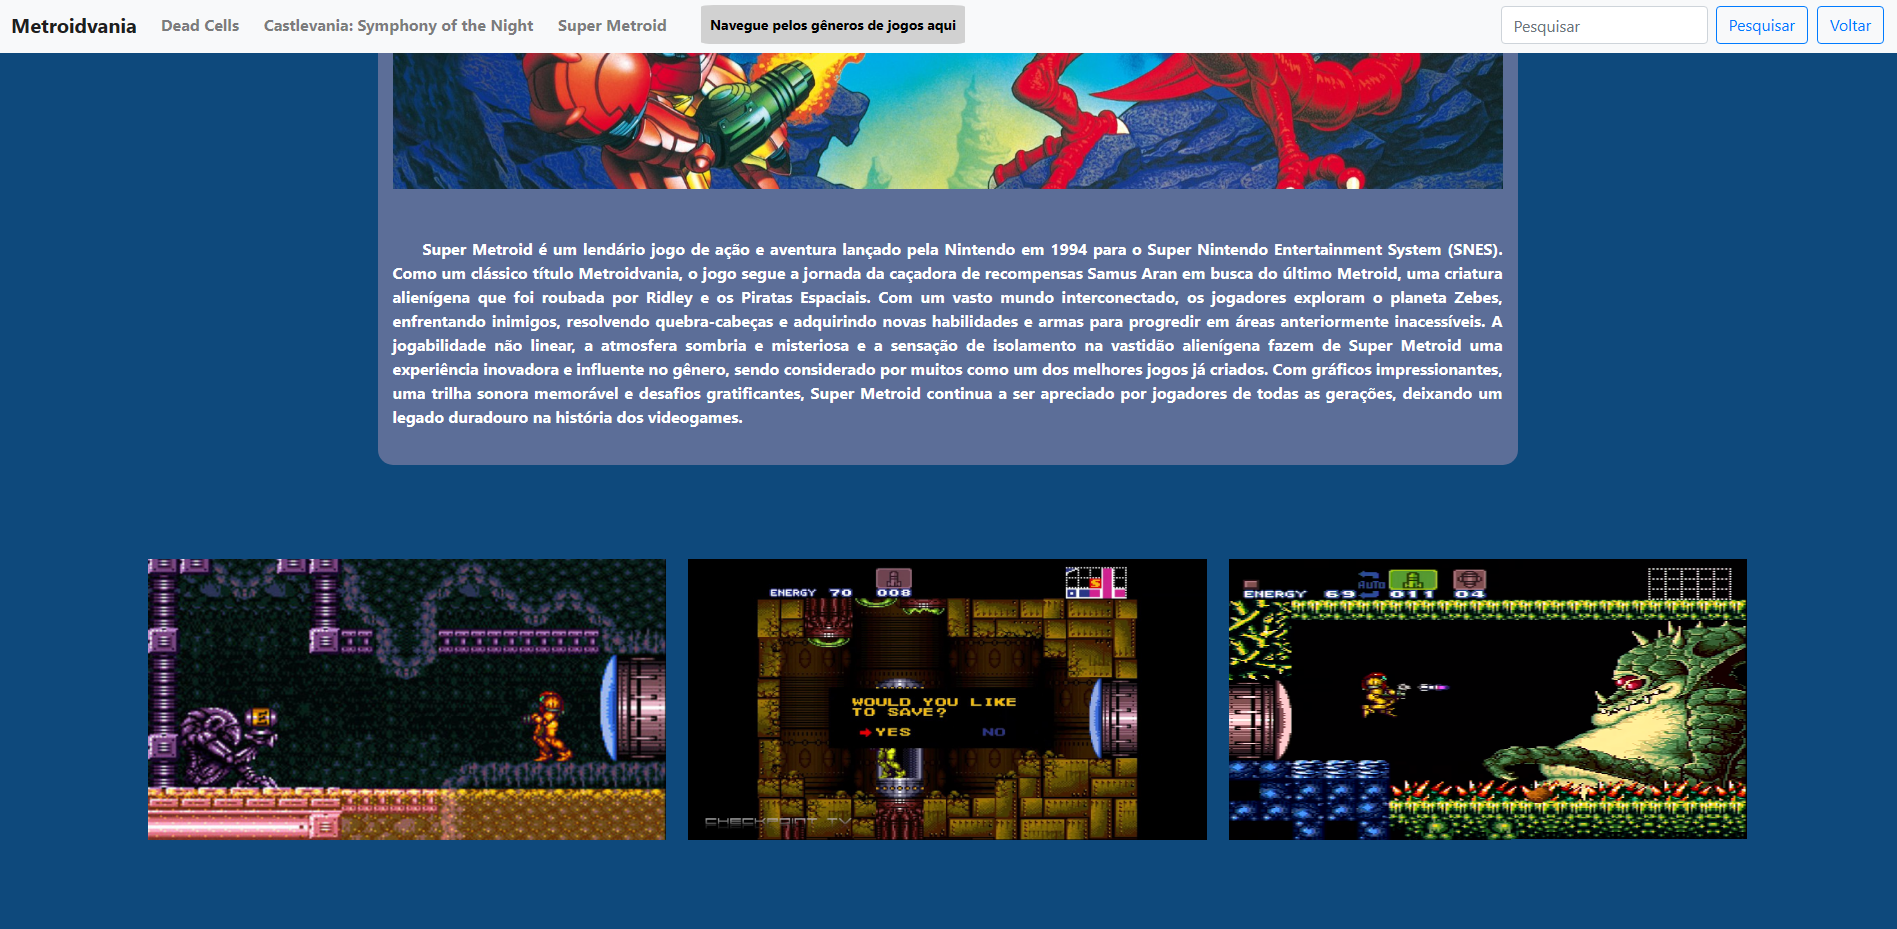 Metroidvania Dead Cells Castlevania: Symphony of the Night Super Metroid Navegue pelos gêneros de jogos aqui Pesquisar Pesquisar Voltar
Super Metroid é um lendário jogo de ação e aventura lançado pela Nintendo em 1994 para o Super Nintendo Entertainment System (SNES).
Como um clássico título Metroidvania, o jogo segue a jornada da caçadora de recompensas Samus Aran em busca do último Metroid, uma criatura
alienígena que foi roubada por Ridley e os Piratas Espaciais. Com um vasto mundo interconectado, os jogadores exploram o planeta Zebes,
enfrentando inimigos, resolvendo quebra-cabeças e adquirindo novas habilidades e armas para progredir em áreas anteriormente inacessíveis. A
jogabilidade não linear, a atmosfera sombria e misteriosa e a sensação de isolamento na vastidão alienígena fazem de Super Metroid uma
experiência inovadora e influente no gênero, sendo considerado por muitos como um dos melhores jogos já criados. Com gráficos impressionantes,
uma trilha sonora memorável e desafios gratificantes, Super Metroid continua a ser apreciado por jogadores de todas as gerações, deixando um
legado duradouro na história dos videogames.
ENERGY 70 008
S
WOULD YOU LIKE
TO SAVE?
YES NO
CHECKPOINT TV
AUTO
ENERGY 69 011 04